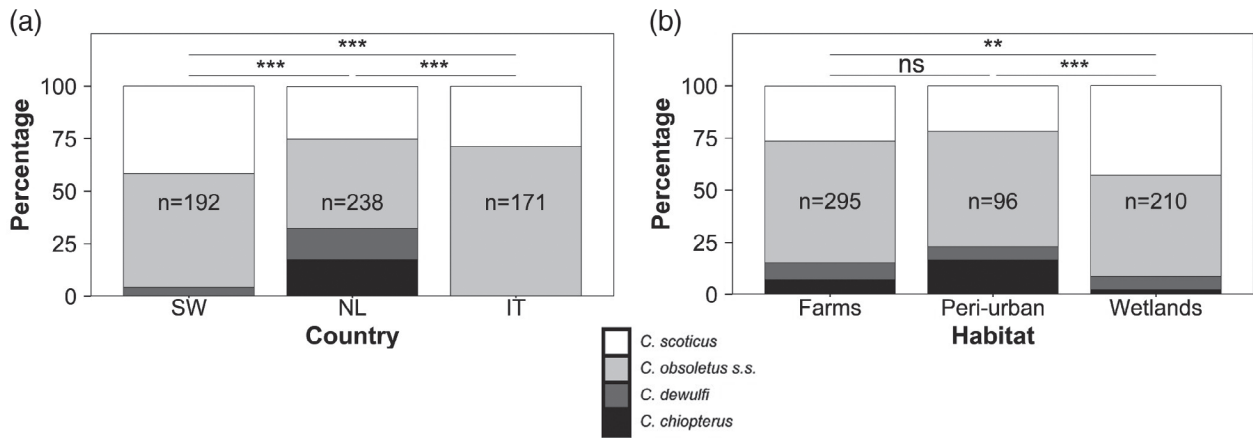 (a)
***
*** ***
100
75
50
25
0
Percentage
n=192 n=238 n=171
SW NL IT
Country
(b)
**
ns ***
100
75
50
25
0
Percentage
n=295 n=96 n=210
Farms Peri-urban Wetlands
Habitat
C. scoticus
C. obsoletus s.s.
C. dewulfi
C. chiopterus